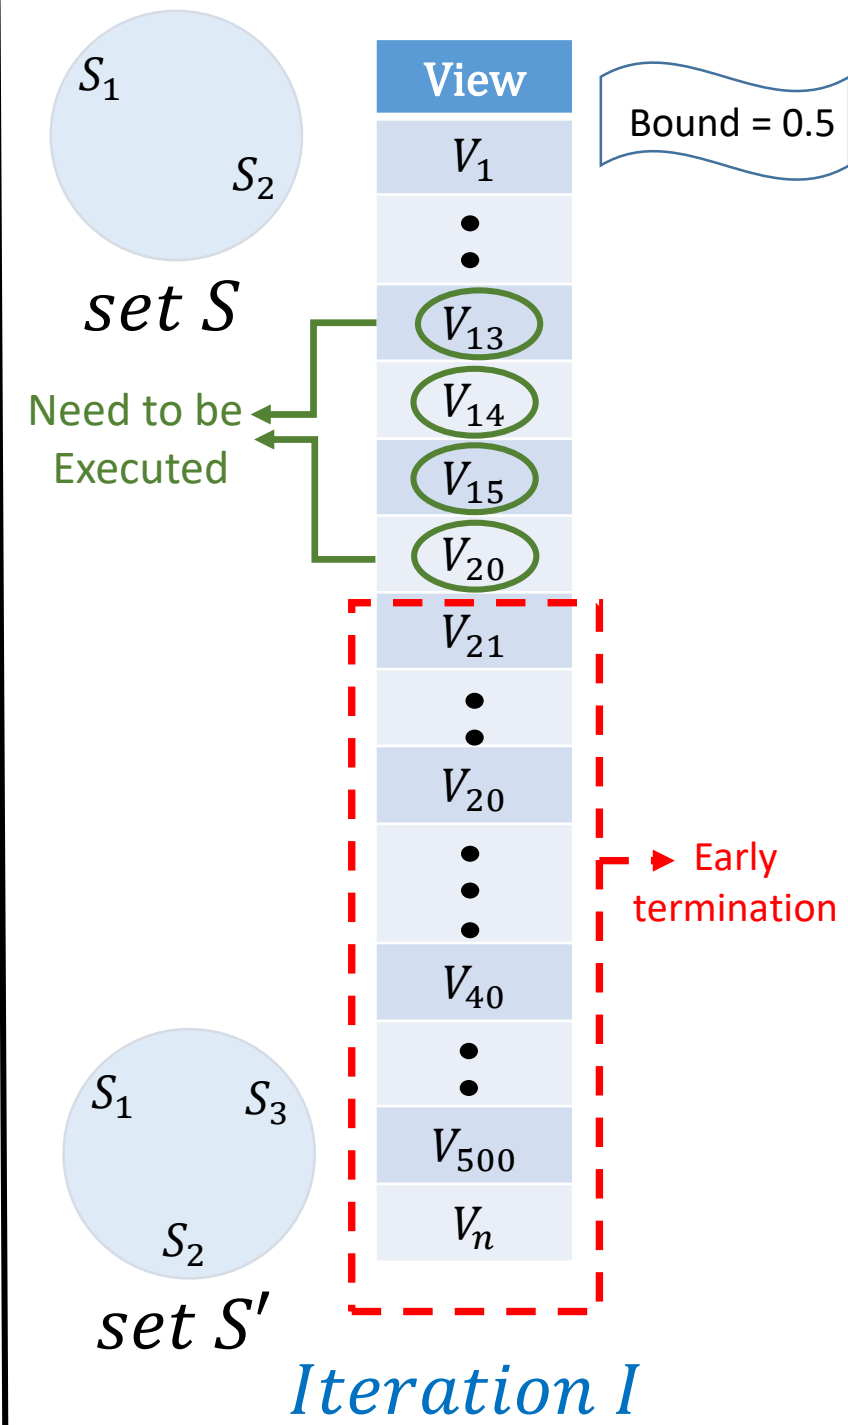 S₁
S₂
set S
View
V₁
V₁₃
V₁₄
V₁₅
V₂₀
V₂₁
V₂₀
V₄₀
V₅₀₀
Vₙ
Bound = 0.5
Need to be
Executed
Early
termination
S₁
S₃
S₂
set S′
Iteration I